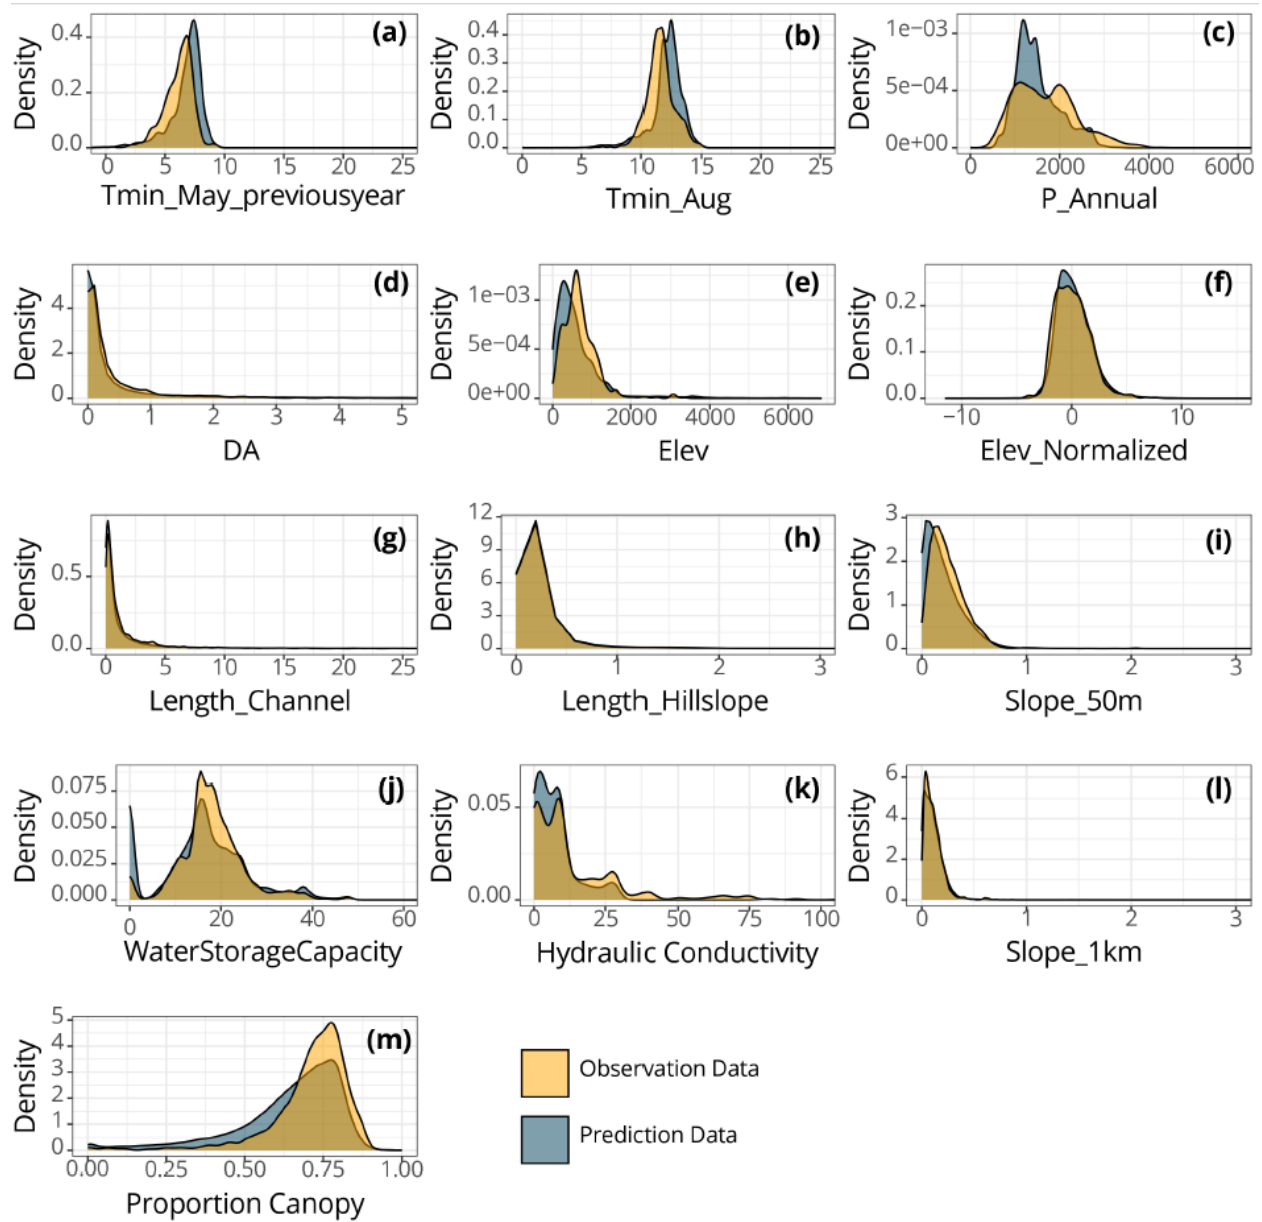 (a)
Density
0.4
0.2
0.0
0 5 10 15 20 25
Tmin_May_previousyear
(b)
Density
0.4
0.3
0.2
0.1
0.0
0 5 10 15 20 25
Tmin_Aug
(c)
Density
1e−03
5e−04
0e+00
0 2000 4000 6000
P_Annual
(d)
Density
4
2
0
0 1 2 3 4 5
DA
(e)
Density
1e−03
5e−04
0e+00
0 2000 4000 6000
Elev
(f)
Density
0.2
0.1
0.0
−10 0 10
Elev_Normalized
(g)
Density
0.5
0.0
0 5 10 15 20 25
Length_Channel
(h)
Density
12
9
6
3
0
0 1 2 3
Length_Hillslope
(i)
Density
3
2
1
0
0 1 2 3
Slope_50m
(j)
Density
0.075
0.050
0.025
0.000
0 20 40 60
WaterStorageCapacity
(k)
Density
0.05
0.00
0 25 50 75 100
Hydraulic Conductivity
(l)
Density
6
4
2
0
0 1 2 3
Slope_1km
(m)
Density
5
4
3
2
1
0
0.00 0.25 0.50 0.75 1.00
Proportion Canopy
Observation Data
Prediction Data